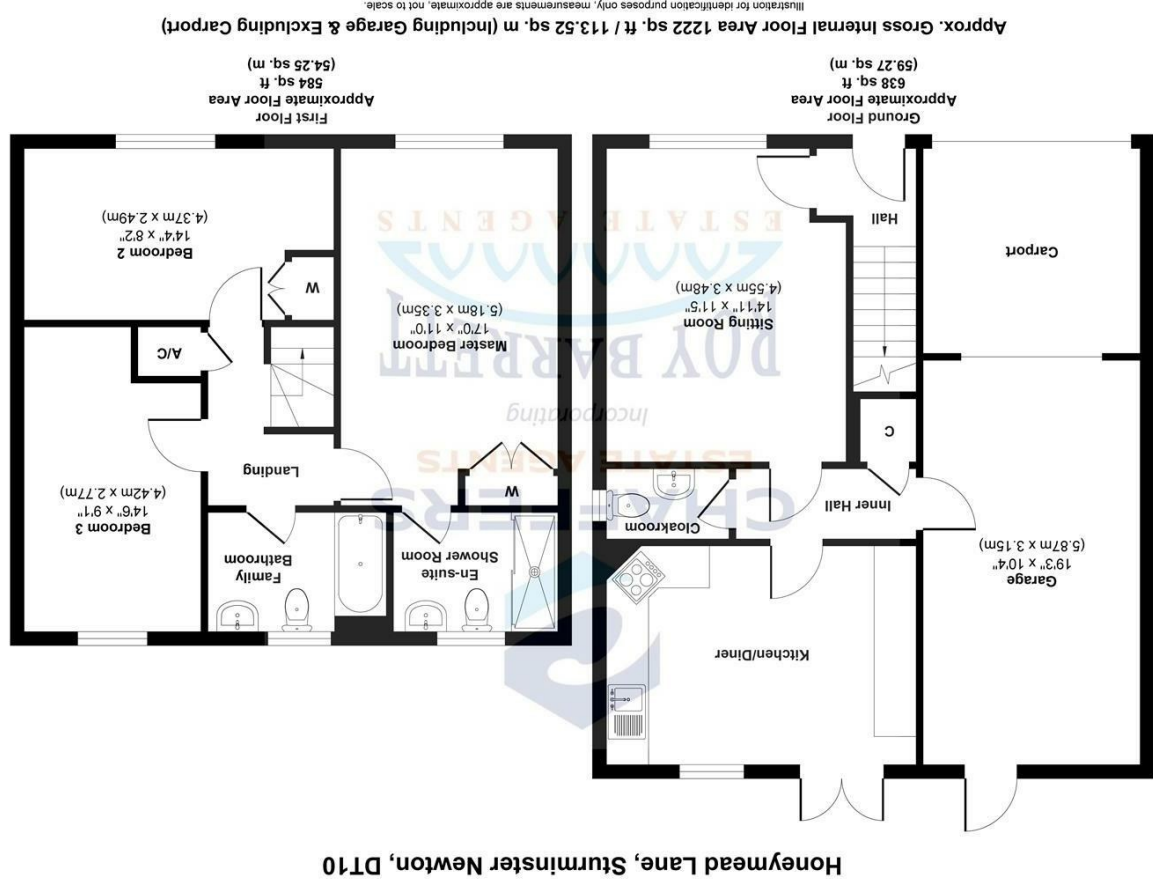 Honeymead Lane, Sturminster Newton, DT10
Garage
19'3" x 10'4"
(5.87m x 3.15m)
Carport
Kitchen/Diner
Inner Hall
C
Cloakroom
Sitting Room
14'11" x 11'5"
(4.55m x 3.48m)
Hall
Ground Floor
Approximate Floor Area
638 sq. ft
(59.27 sq. m)
En-suite
Shower Room
Family
Bathroom
Bedroom 3
14'6" x 9'1"
(4.42m x 2.77m)
W
Landing
Master Bedroom
17'0" x 11'0"
(5.18m x 3.35m)
A/C
W
Bedroom 2
14'4" x 8'2"
(4.37m x 2.49m)
First Floor
Approximate Floor Area
584 sq. ft
(54.25 sq. m)
CHAFFERS
ESTATE AGENTS
Incorporating
ROY BARRETT
ESTATE AGENTS
Approx. Gross Internal Floor Area 1222 sq. ft / 113.52 sq. m (Including Garage & Excluding Carport)
Illustration for identification purposes only, measurements are approximate, not to scale.